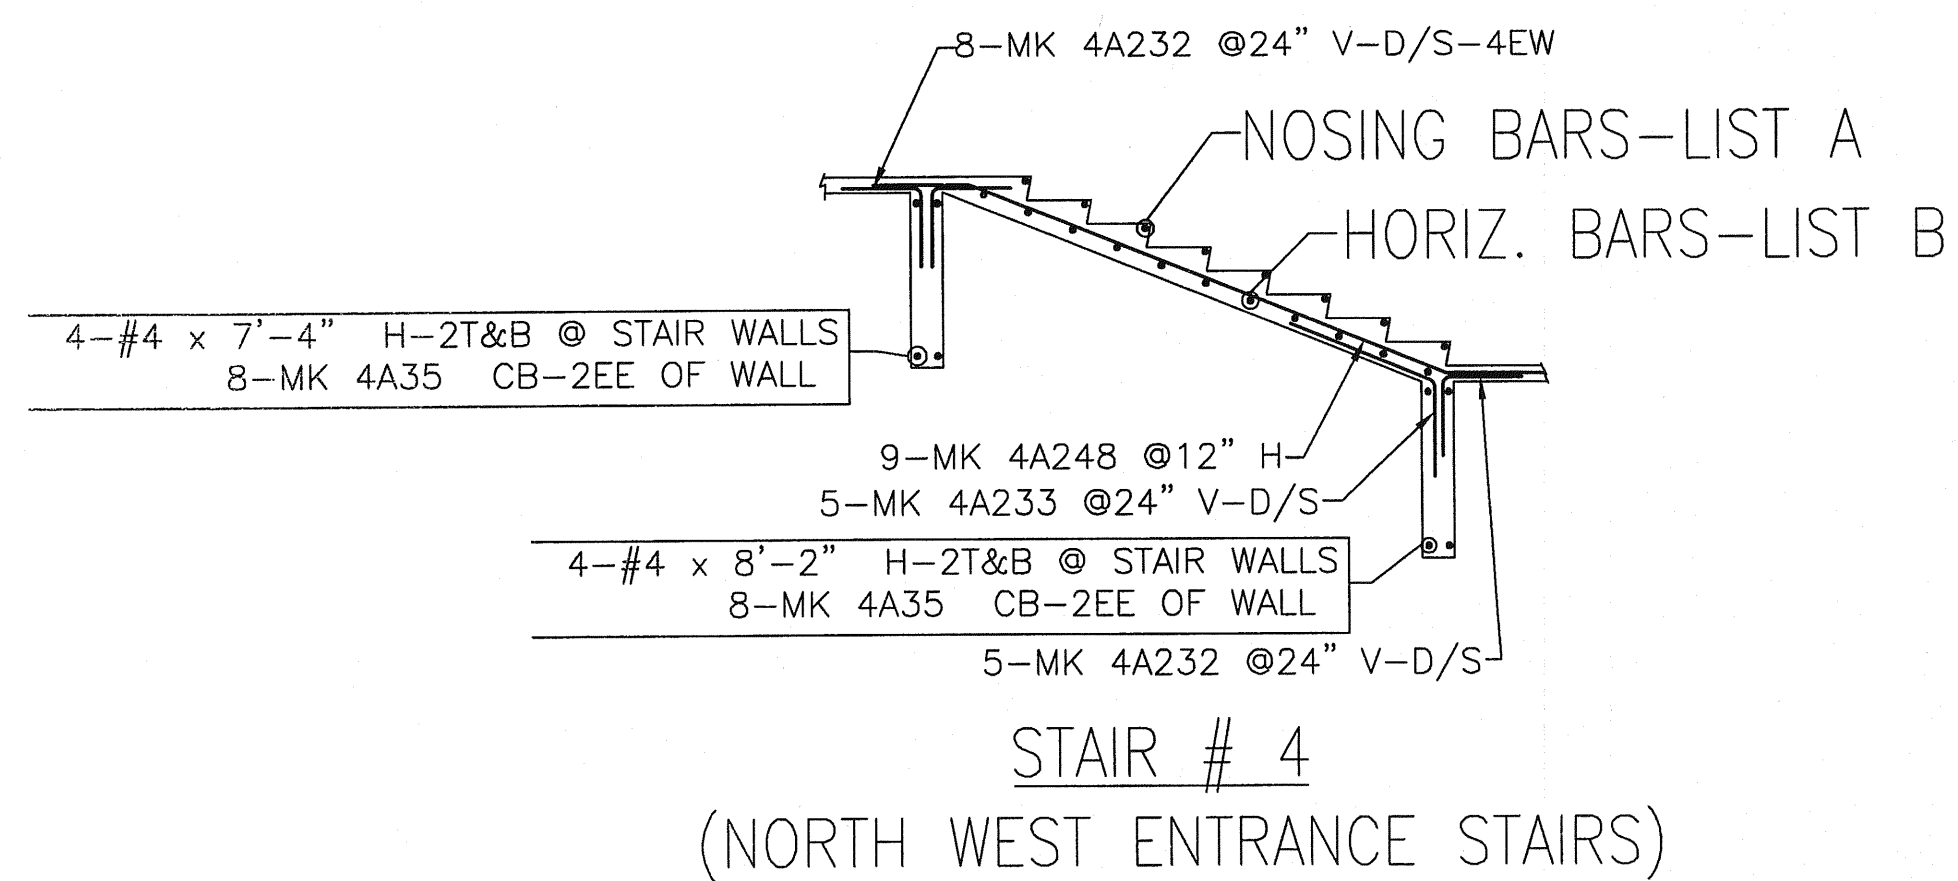 8-MK 4A232 @24" V-D/S-4EW
NOSING BARS-LIST A
HORIZ. BARS-LIST B
4-#4 x 7'-4" H-2T&B @ STAIR WALLS
8-MK 4A35 CB-2EE OF WALL
9-MK 4A248 @12" H
5-MK 4A233 @24" V-D/S
4-#4 x 8'-2" H-2T&B @ STAIR WALLS
8-MK 4A35 CB-2EE OF WALL
5-MK 4A232 @24" V-D/S
STAIR # 4
(NORTH WEST ENTRANCE STAIRS)